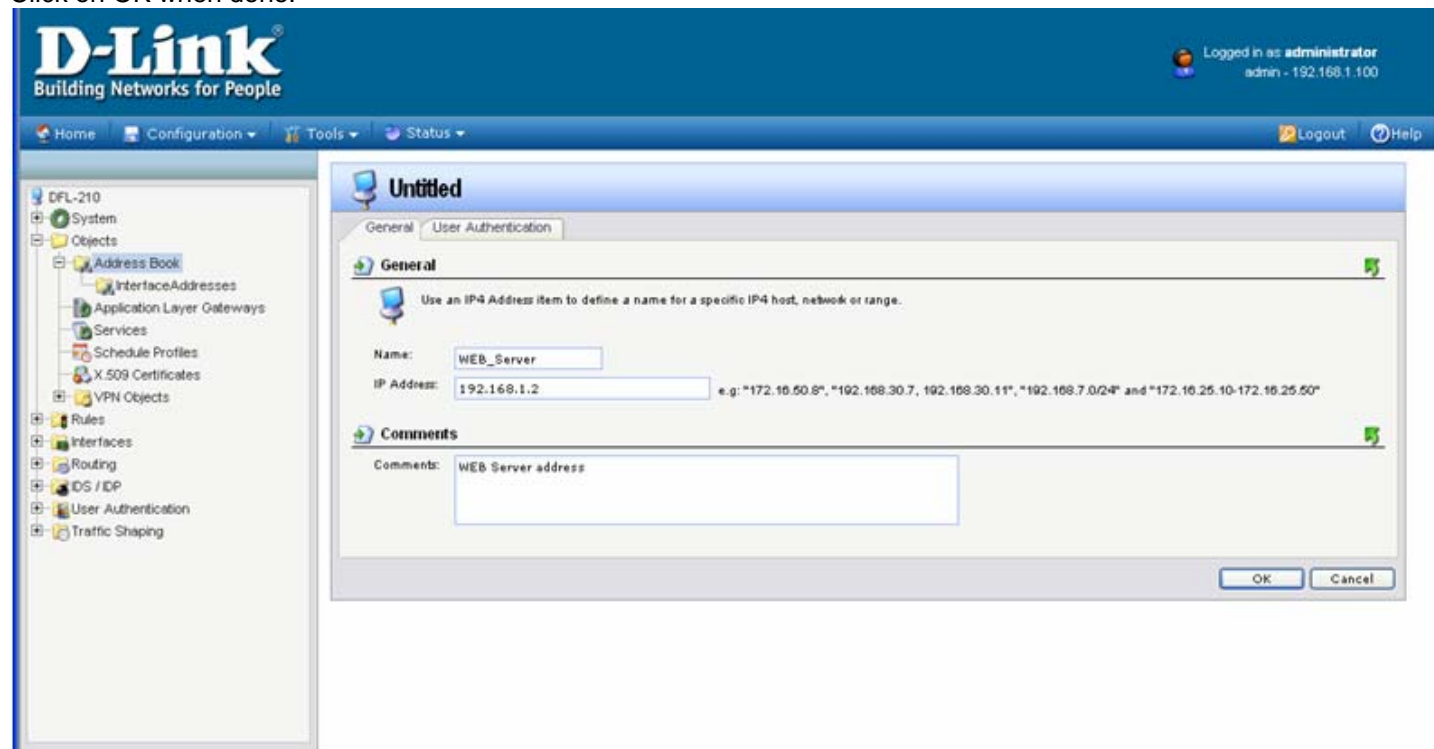 Click on OK when done.
D-Link®
Building Networks for People
Logged in as administrator
admin - 192.168.1.100
Home Configuration Tools Status Logout Help
DFL-210
System
Objects
Address Book
InterfaceAddresses
Application Layer Gateways
Services
Schedule Profiles
X.509 Certificates
VPN Objects
Rules
Interfaces
Routing
IDS / IDP
User Authentication
Traffic Shaping
Untitled
General User Authentication
General
Use an IP4 Address item to define a name for a specific IP4 host, network or range.
Name: WEB_Server
IP Address: 192.168.1.2 e.g: "172.16.50.8", "192.168.30.7, 192.168.30.11", "192.168.7.0/24" and "172.16.25.10-172.16.25.50"
Comments
Comments: WEB Server address
OK Cancel